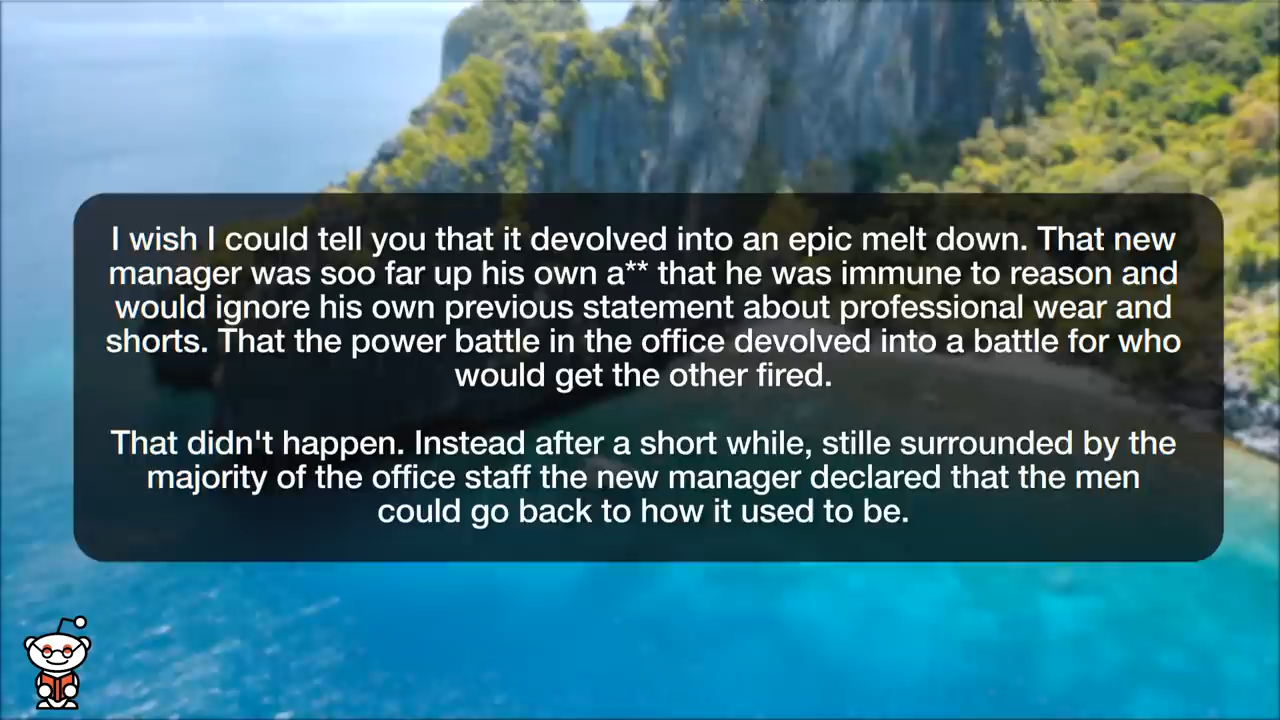 I wish I could tell you that it devolved into an epic melt down. That new
manager was soo far up his own a** that he was immune to reason and
would ignore his own previous statement about professional wear and
shorts. That the power battle in the office devolved into a battle for who
would get the other fired.
That didn't happen. Instead after a short while, stille surrounded by the
majority of the office staff the new manager declared that the men
could go back to how it used to be.